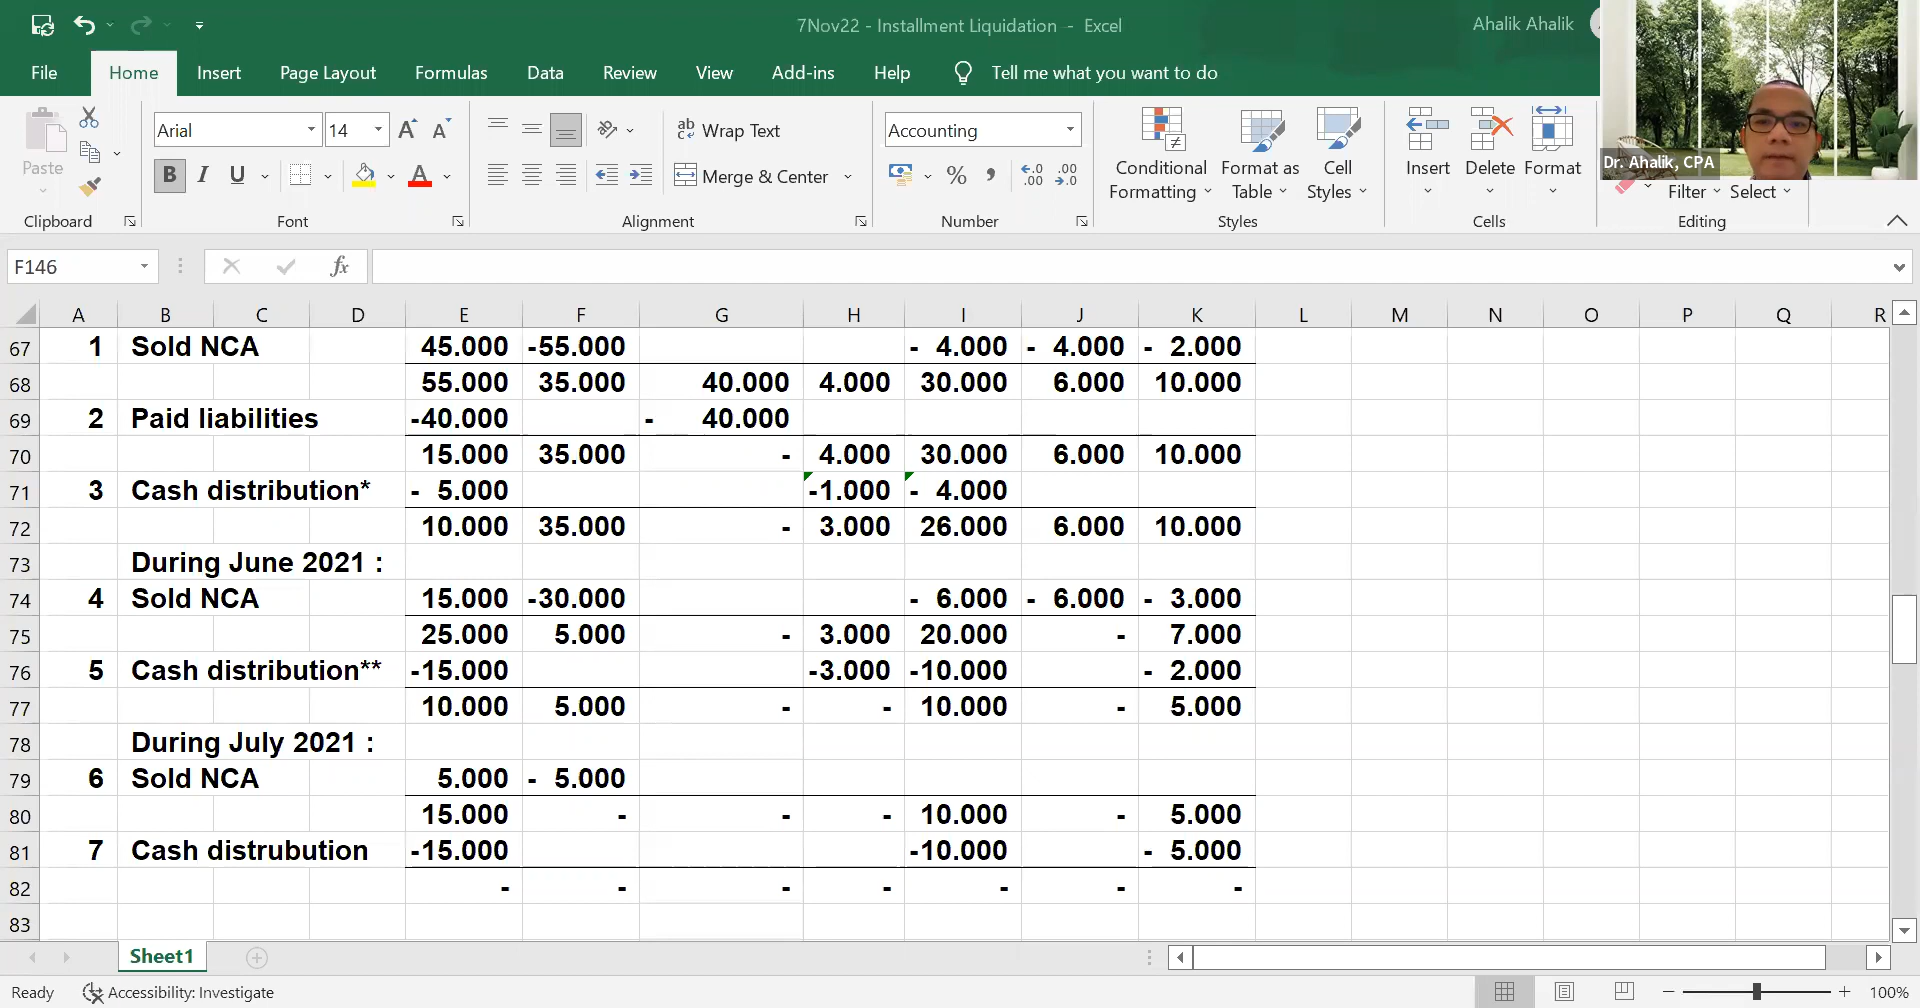 7Nov22 - Installment Liquidation - Excel
Ahalik Ahalik
File Home Insert Page Layout Formulas Data Review View Add-ins Help Tell me what you want to do
Paste
Arial 14
B I U
ab Wrap Text
Merge & Center
Accounting
% ,
Conditional Formatting
Format as Table
Cell Styles
Insert Delete Format
Dr. Ahalik, CPA
Filter Select
Clipboard Font Alignment Number Styles Cells Editing
F146 fx
A B C D E F G H I J K L M N O P Q R
67 1 Sold NCA 45.000 -55.000 - 4.000 - 4.000 - 2.000
68 55.000 35.000 40.000 4.000 30.000 6.000 10.000
69 2 Paid liabilities -40.000 - 40.000
70 15.000 35.000 - 4.000 30.000 6.000 10.000
71 3 Cash distribution* - 5.000 -1.000 - 4.000
72 10.000 35.000 - 3.000 26.000 6.000 10.000
73 During June 2021 :
74 4 Sold NCA 15.000 -30.000 - 6.000 - 6.000 - 3.000
75 25.000 5.000 - 3.000 20.000 - 7.000
76 5 Cash distribution** -15.000 -3.000 -10.000 - 2.000
77 10.000 5.000 - - 10.000 - 5.000
78 During July 2021 :
79 6 Sold NCA 5.000 - 5.000
80 15.000 - - - 10.000 - 5.000
81 7 Cash distrubution -15.000 -10.000 - 5.000
82 - - - - - - -
83
Sheet1
Ready Accessibility: Investigate 100%